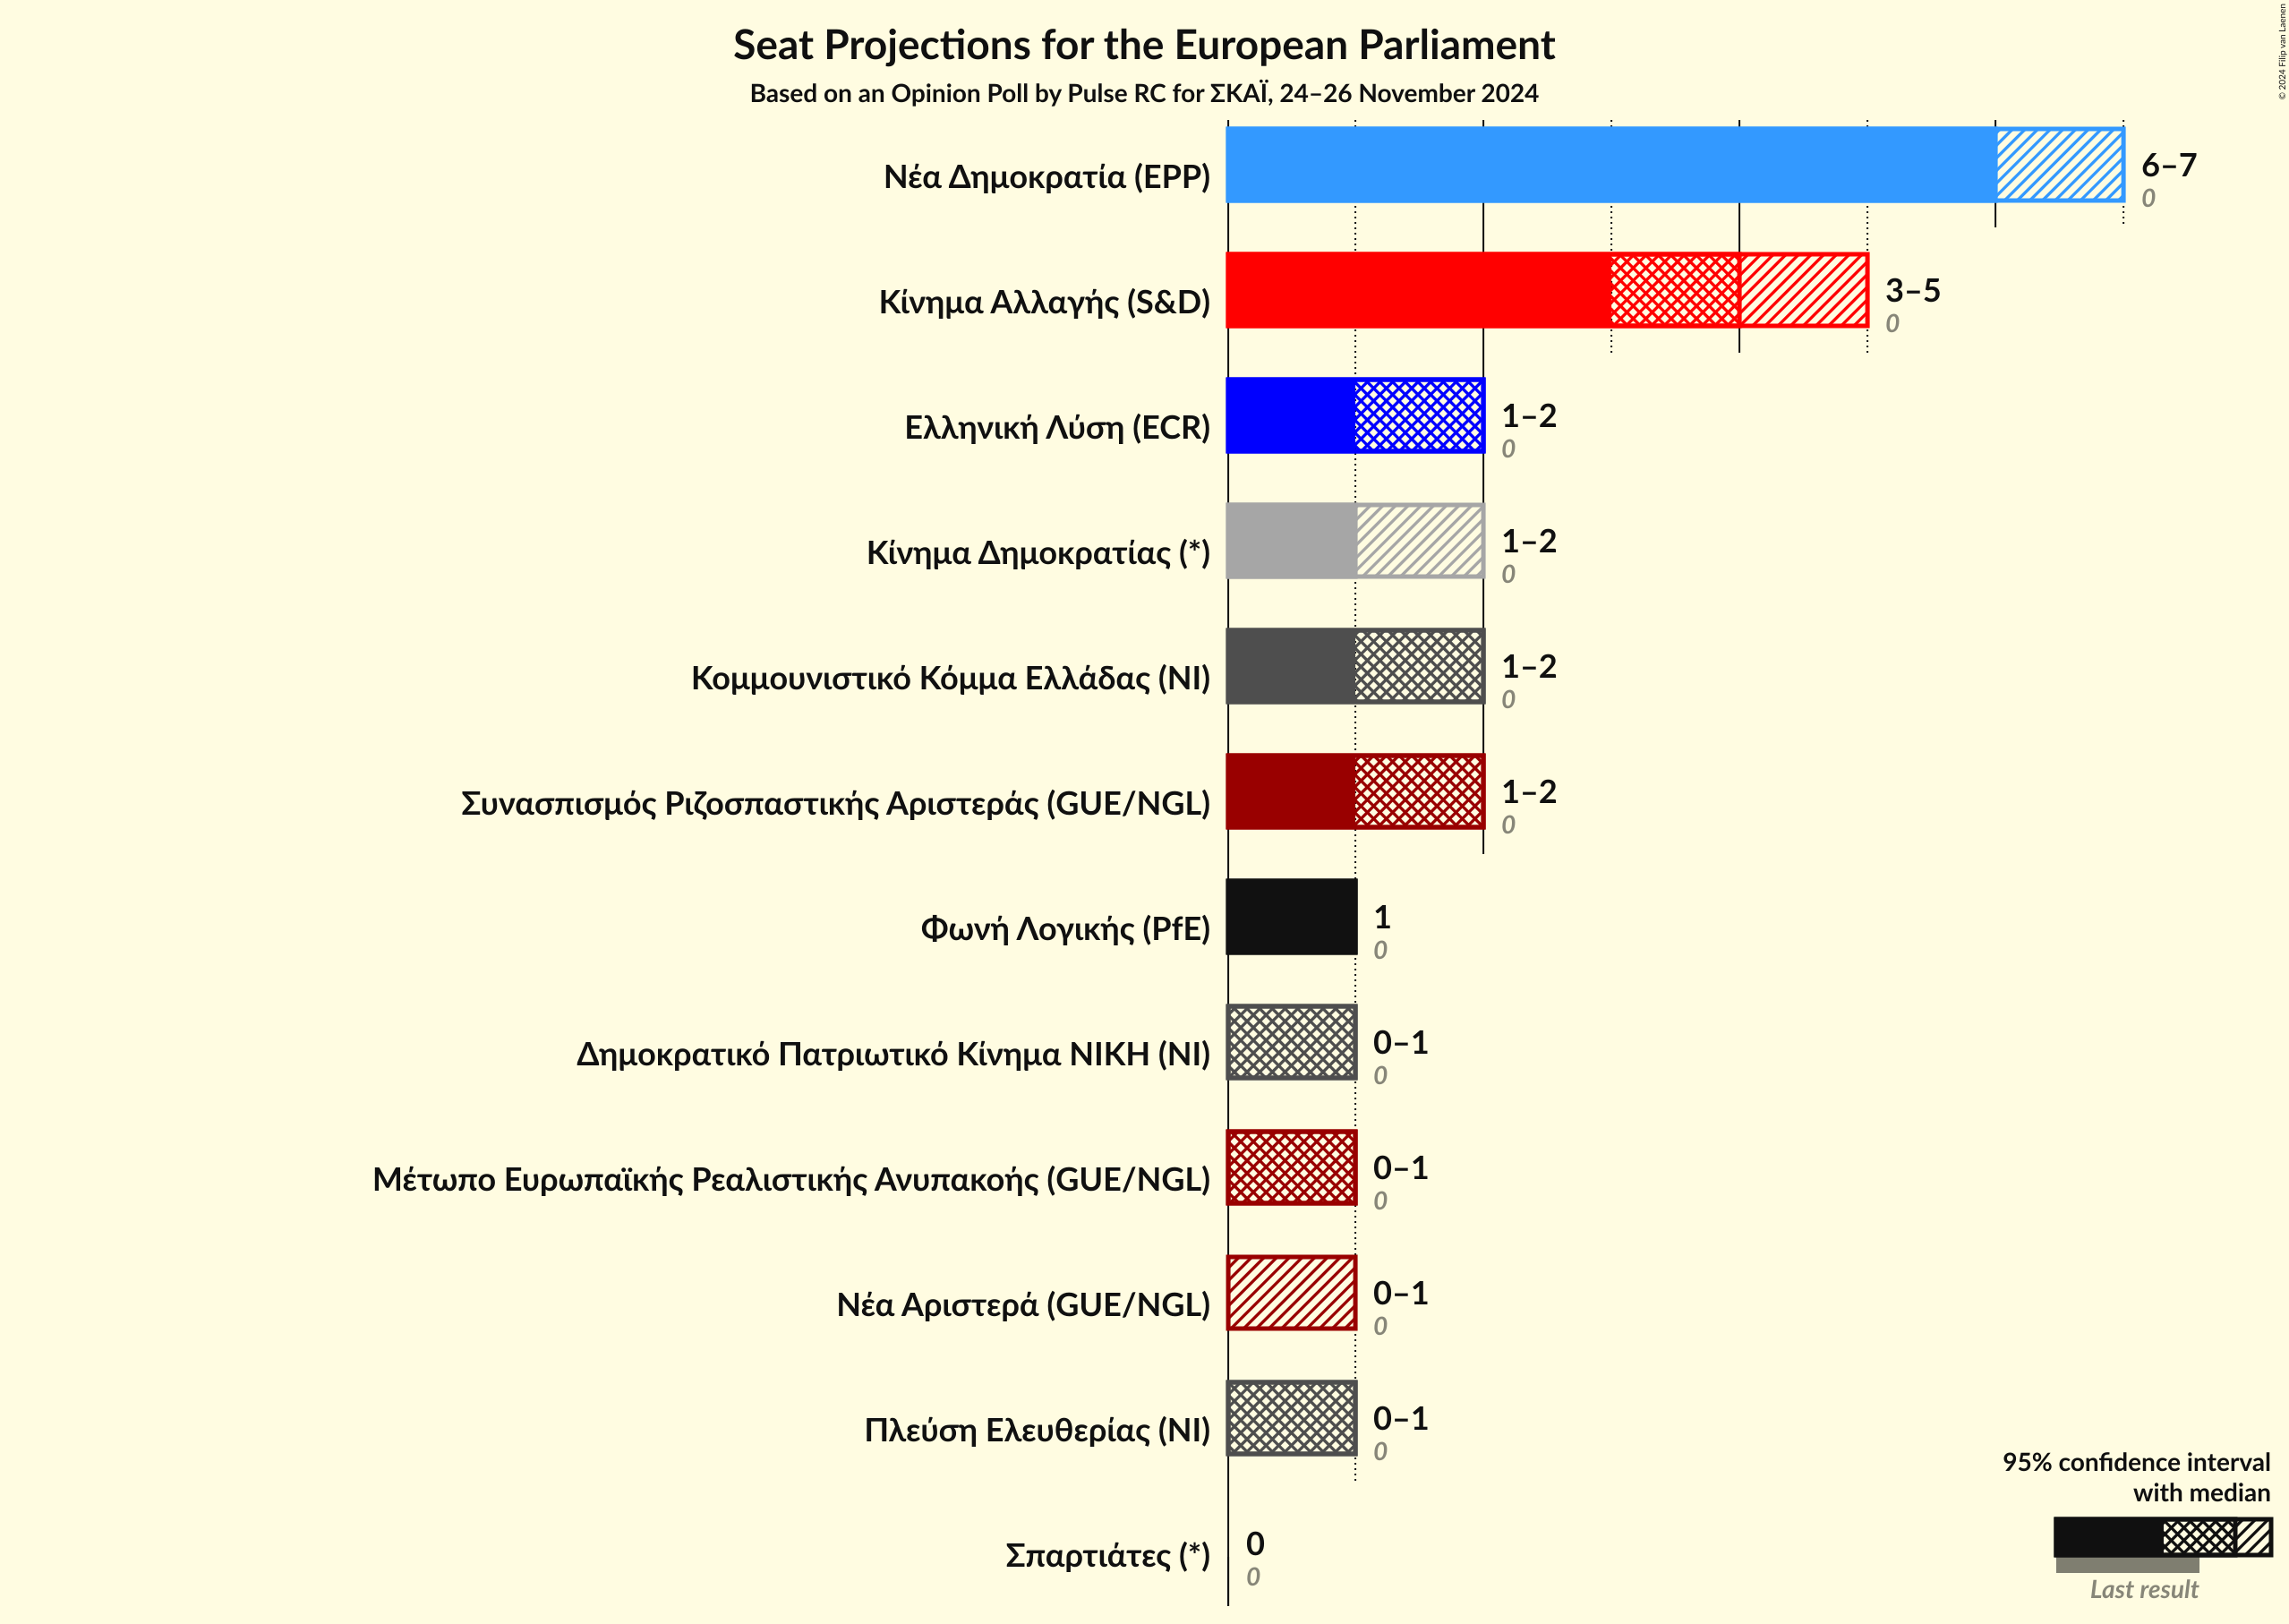 Seat Projections for the European Parliament
Based on an Opinion Poll by Pulse RC for ΣΚΑΪ, 24–26 November 2024
© 2024 Filip van Laenen
Νέα Δημοκρατία (EPP)
6–7
0
Κίνημα Αλλαγής (S&D)
3–5
0
Ελληνική Λύση (ECR)
1–2
0
Κίνημα Δημοκρατίας (*)
1–2
0
Κομμουνιστικό Κόμμα Ελλάδας (NI)
1–2
0
Συνασπισμός Ριζοσπαστικής Αριστεράς (GUE/NGL)
1–2
0
Φωνή Λογικής (PfE)
1
0
Δημοκρατικό Πατριωτικό Κίνημα ΝΙΚΗ (NI)
0–1
0
Μέτωπο Ευρωπαϊκής Ρεαλιστικής Ανυπακοής (GUE/NGL)
0–1
0
Νέα Αριστερά (GUE/NGL)
0–1
0
Πλεύση Ελευθερίας (NI)
0–1
0
Σπαρτιάτες (*)
0
0
95% confidence interval
with median
Last result